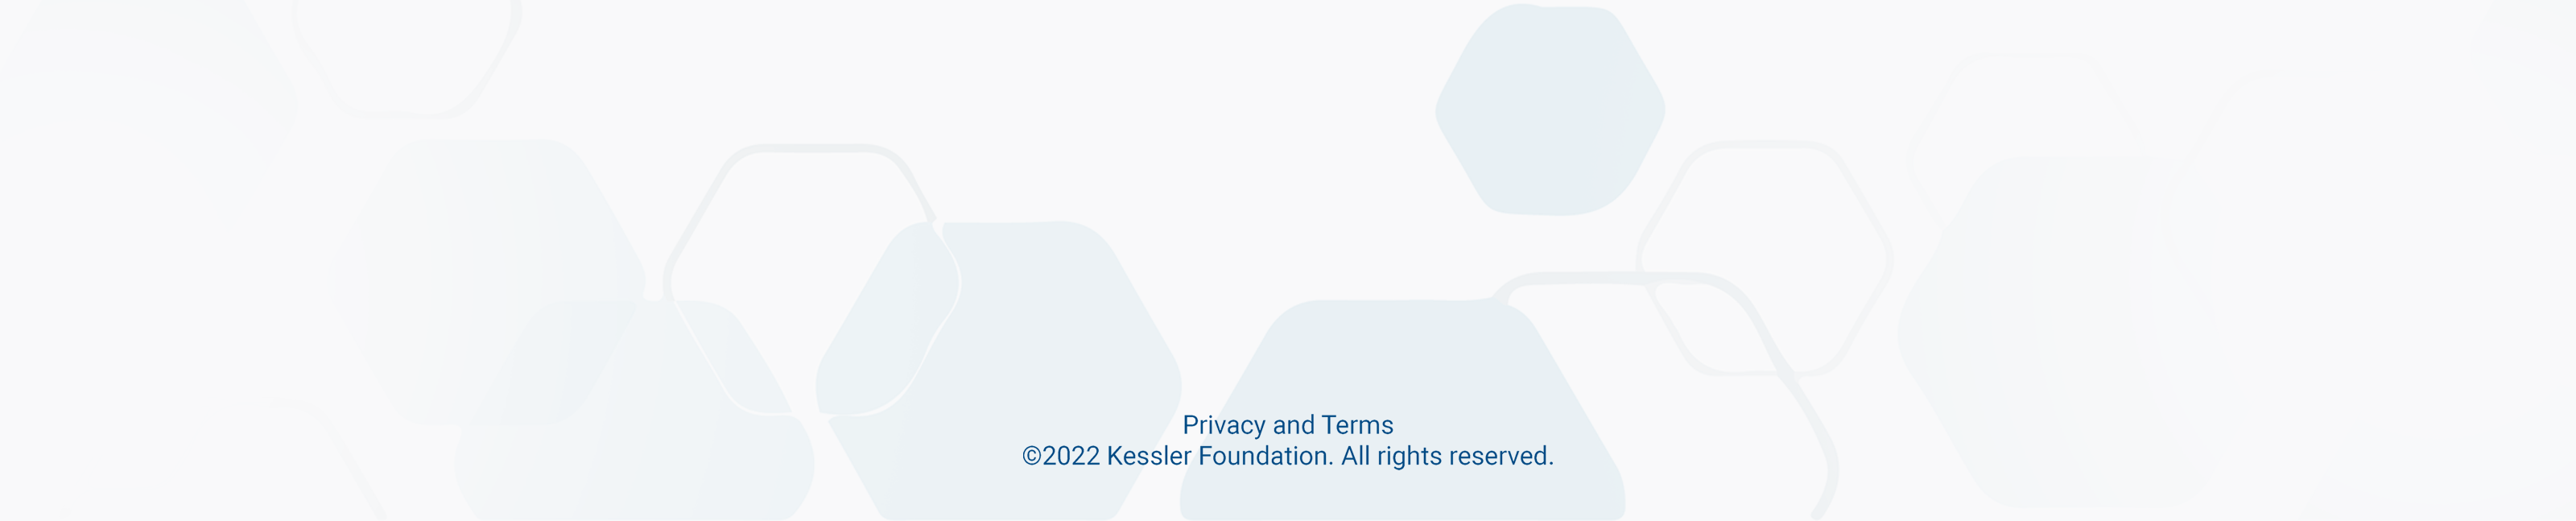 Privacy and Terms
©2022 Kessler Foundation. All rights reserved.